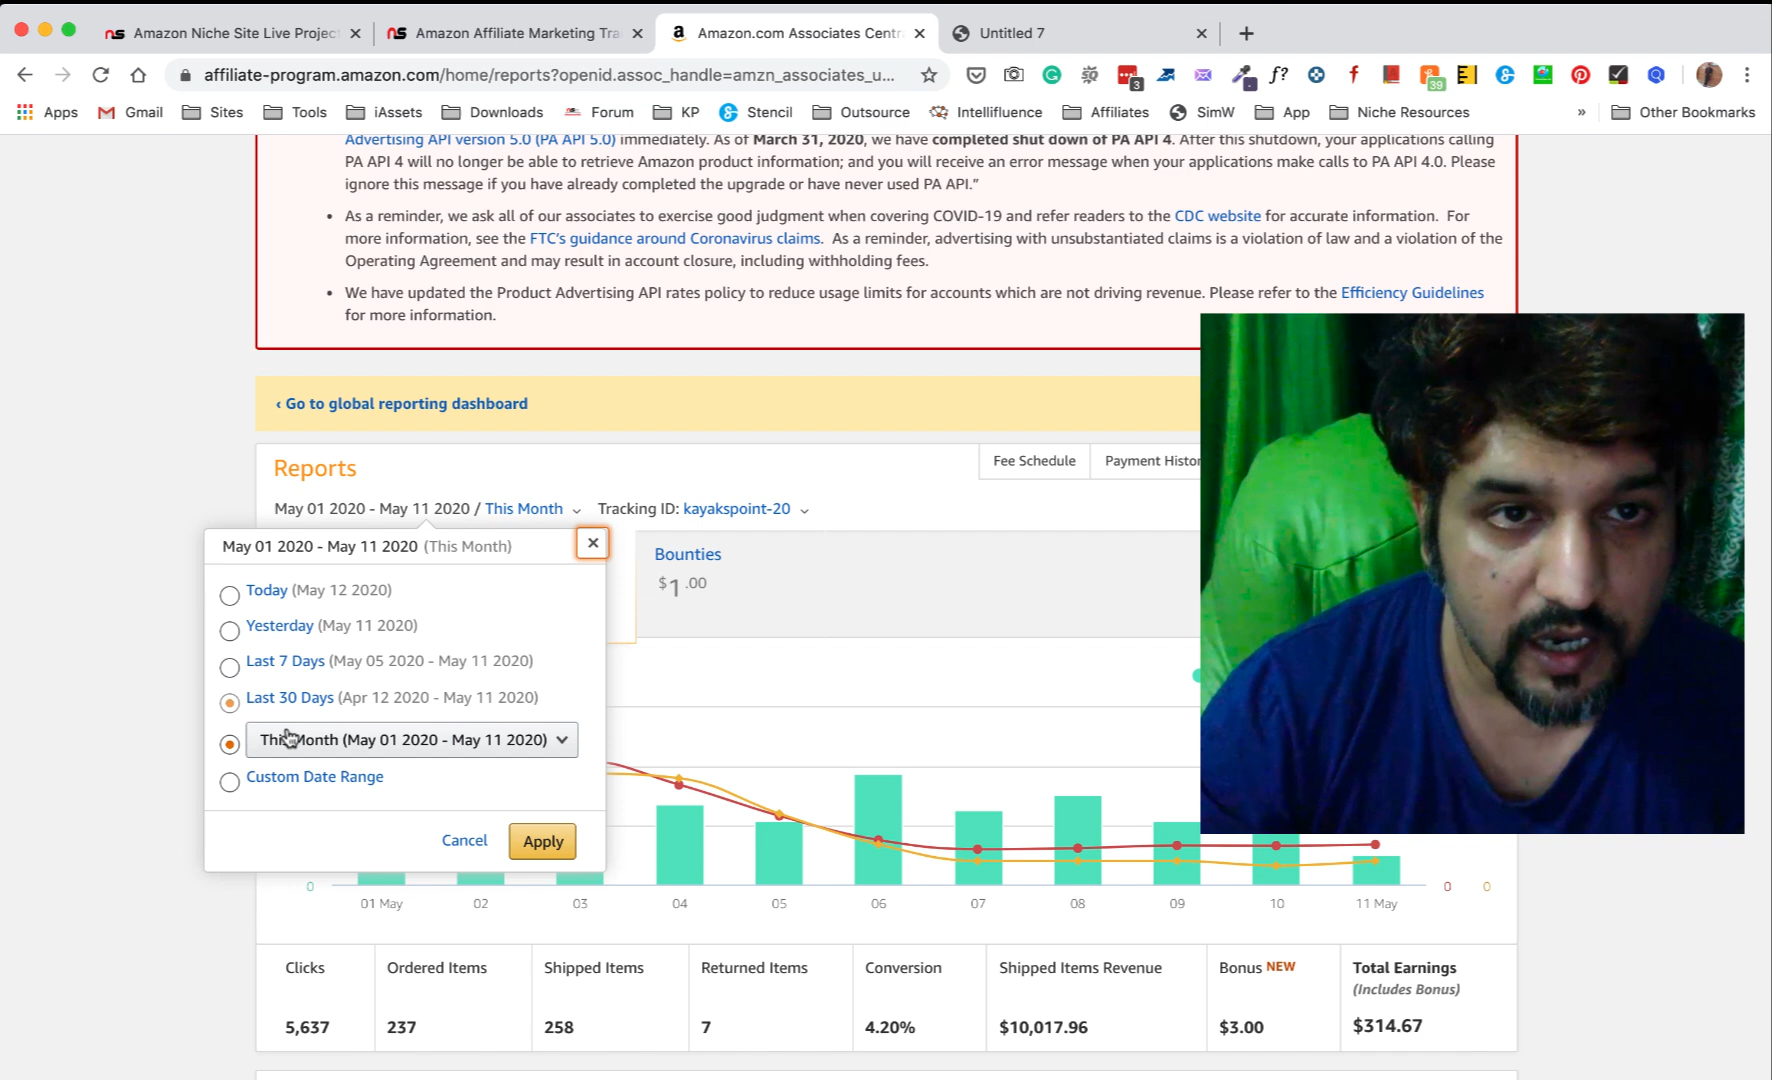 Amazon Niche Site Live Project
Amazon Affiliate Marketing Tra
Amazon.com Associates Centr
Untitled 7
affiliate-program.amazon.com/home/reports?openid.assoc_handle=amzn_associates_u...
3
39
Apps
Gmail
Sites
Tools
iAssets
Downloads
Forum
KP
Stencil
Outsource
Intellifluence
Affiliates
SimW
App
Niche Resources
»
Other Bookmarks
Advertising API version 5.0 (PA API 5.0) immediately. As of March 31, 2020, we have completed shut down of PA API 4. After this shutdown, your applications calling
PA API 4 will no longer be able to retrieve Amazon product information; and you will receive an error message when your applications make calls to PA API 4.0. Please
ignore this message if you have already completed the upgrade or have never used PA API.”
• As a reminder, we ask all of our associates to exercise good judgment when covering COVID-19 and refer readers to the CDC website for accurate information. For
more information, see the FTC’s guidance around Coronavirus claims. As a reminder, advertising with unsubstantiated claims is a violation of law and a violation of the
Operating Agreement and may result in account closure, including withholding fees.
• We have updated the Product Advertising API rates policy to reduce usage limits for accounts which are not driving revenue. Please refer to the Efficiency Guidelines
for more information.
‹ Go to global reporting dashboard
Reports
Fee Schedule
Payment Histor
May 01 2020 - May 11 2020 / This Month
Tracking ID: kayakspoint-20
May 01 2020 - May 11 2020 (This Month)
Today (May 12 2020)
Yesterday (May 11 2020)
Last 7 Days (May 05 2020 - May 11 2020)
Last 30 Days (Apr 12 2020 - May 11 2020)
This Month (May 01 2020 - May 11 2020)
Custom Date Range
Cancel
Apply
Bounties
$1.00
0
0
0
01 May
02
03
04
05
06
07
08
09
10
11 May
Clicks
Ordered Items
Shipped Items
Returned Items
Conversion
Shipped Items Revenue
Bonus NEW
Total Earnings
(Includes Bonus)
5,637
237
258
7
4.20%
$10,017.96
$3.00
$314.67